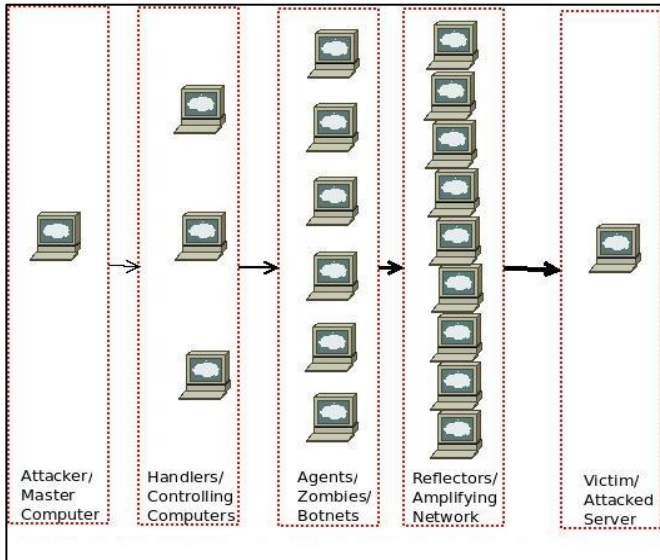 Attacker/
Master
Computer
Handlers/
Controlling
Computers
Agents/
Zombies/
Botnets
Reflectors/
Amplifying
Network
Victim/
Attacked
Server